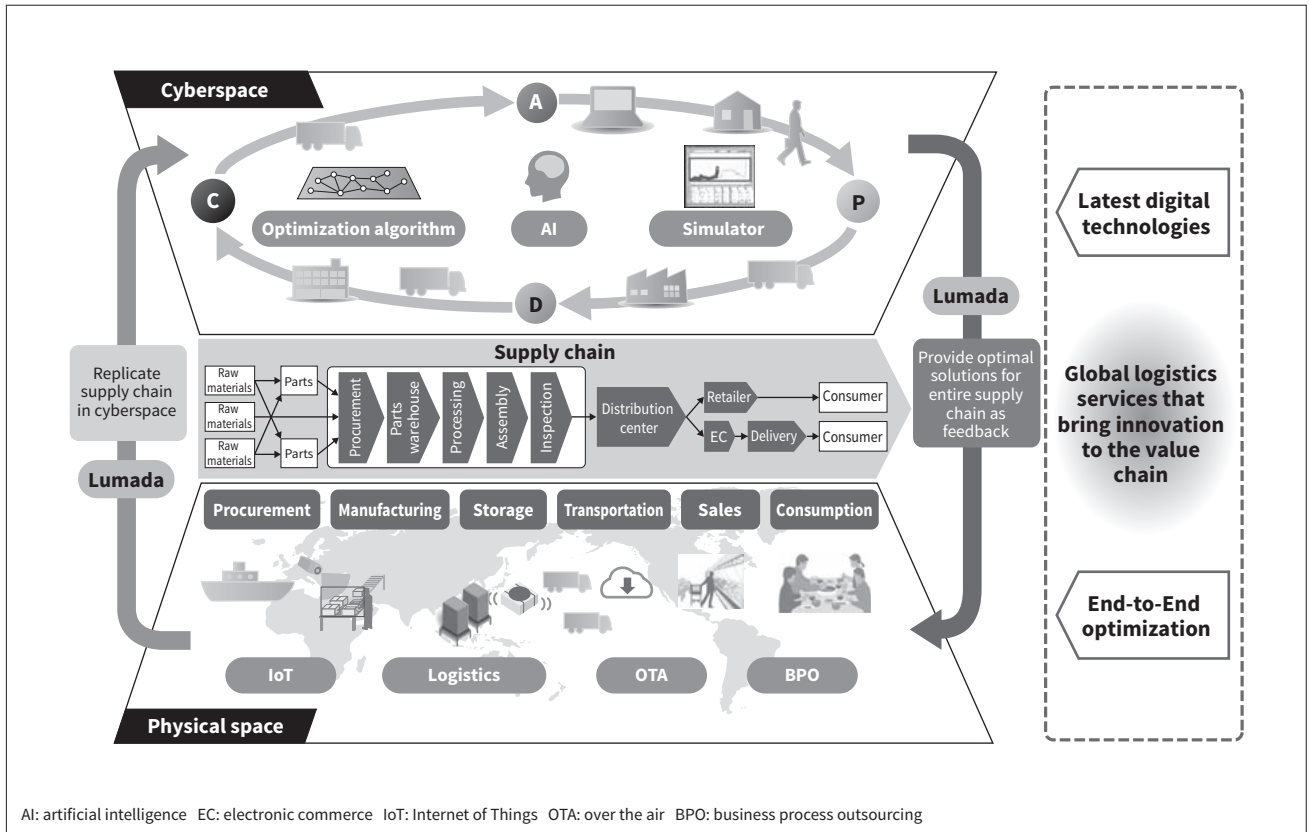 Cyberspace
A
C
P
D
Optimization algorithm
AI
Simulator
Lumada
Replicate
supply chain
in cyberspace
Lumada
Provide optimal
solutions for
entire supply
chain as
feedback
Supply chain
Raw
materials
Raw
materials
Raw
materials
Parts
Parts
Procurement
Parts
warehouse
Processing
Assembly
Inspection
Distribution
center
Retailer
Consumer
EC
Delivery
Consumer
Procurement
Manufacturing
Storage
Transportation
Sales
Consumption
IoT
Logistics
OTA
BPO
Physical space
Latest digital
technologies
Global logistics
services that
bring innovation
to the value
chain
End-to-End
optimization
AI: artificial intelligence EC: electronic commerce IoT: Internet of Things OTA: over the air BPO: business process outsourcing